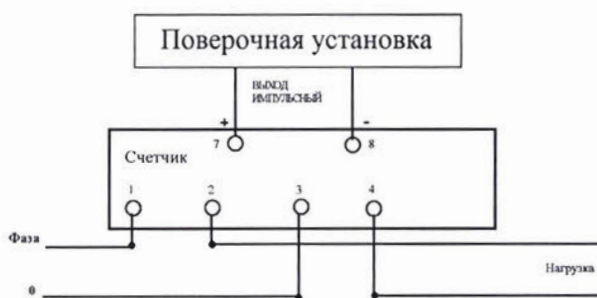 Поверочная установка
ВЫХОД
ИМПУЛЬСНЫЙ
+ -
7 8
Счетчик
1 2 3 4
Фаза
Нагрузка
0